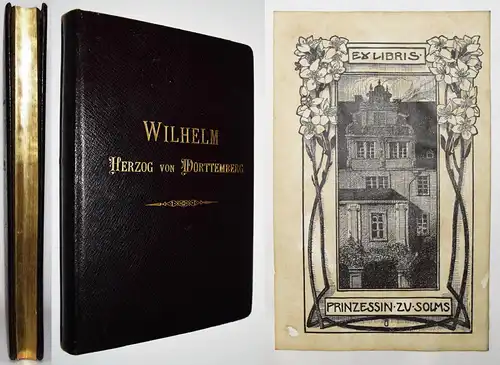 WILHELM
HERZOG VON WÜRTTEMBERG.
EX LIBRIS
PRINZESSIN · ZU · SOLMS